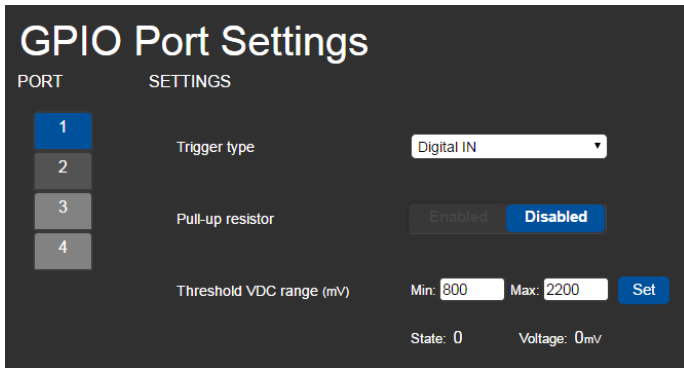 GPIO Port Settings
PORT SETTINGS
1
Trigger type Digital IN
2
3
Pull-up resistor Enabled Disabled
4
Threshold VDC range (mV) Min: 800 Max: 2200 Set
State: 0 Voltage: 0mV